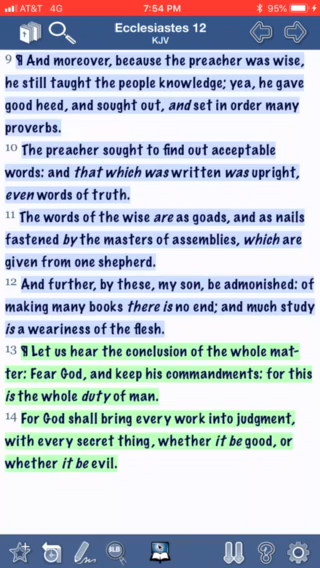 AT&T 4G 7:54 PM 95%
Ecclesiastes 12
KJV
9 ¶ And moreover, because the preacher was wise,
he still taught the people knowledge; yea, he gave
good heed, and sought out, and set in order many
proverbs.
10 The preacher sought to find out acceptable
words: and that which was written was upright,
even words of truth.
11 The words of the wise are as goads, and as nails
fastened by the masters of assemblies, which are
given from one shepherd.
12 And further, by these, my son, be admonished: of
making many books there is no end; and much study
is a weariness of the flesh.
13 ¶ Let us hear the conclusion of the whole mat-
ter: Fear God, and keep his commandments: for this
is the whole duty of man.
14 For God shall bring every work into judgment,
with every secret thing, whether it be good, or
whether it be evil.
SLB